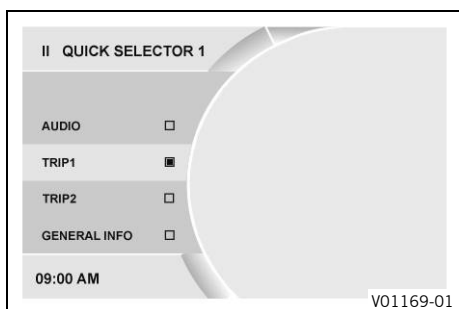 II QUICK SELECTOR 1
AUDIO
TRIP1
TRIP2
GENERAL INFO
09:00 AM
V01169-01